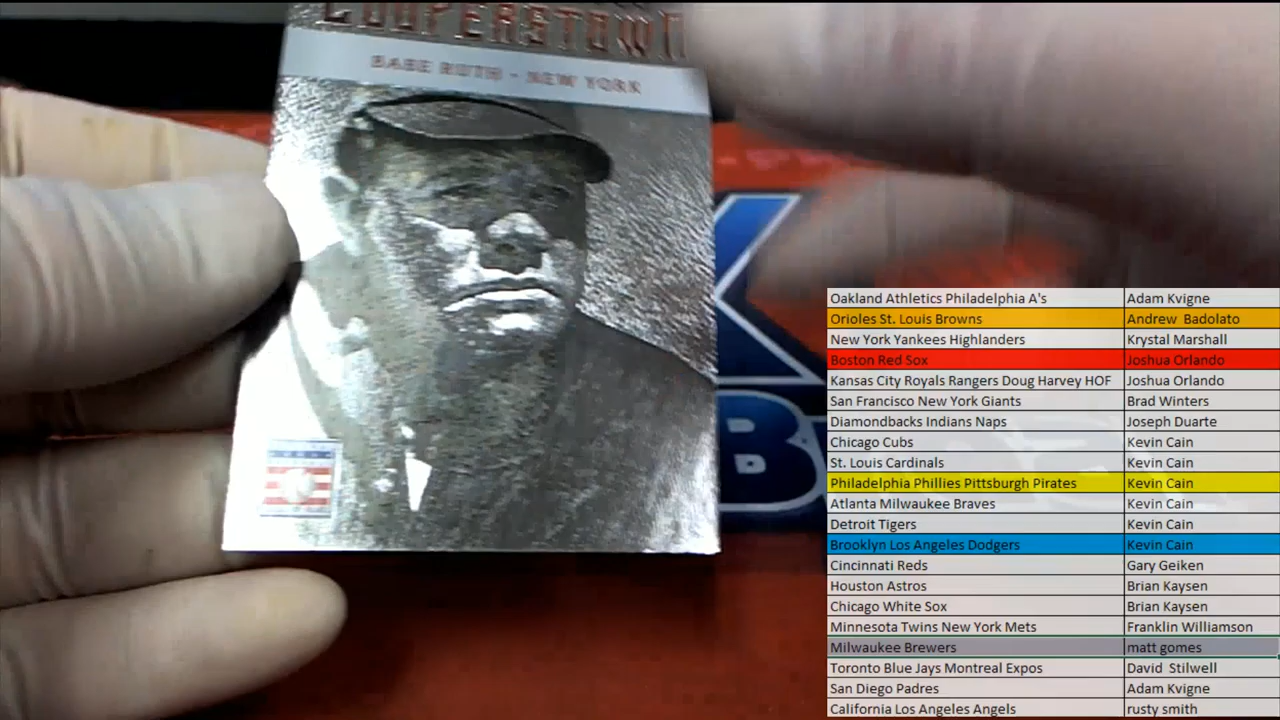 COOPERSTOWN
BABE RUTH - NEW YORK
Oakland Athletics Philadelphia A's Adam Kvigne
Orioles St. Louis Browns Andrew Badolato
New York Yankees Highlanders Krystal Marshall
Boston Red Sox Joshua Orlando
Kansas City Royals Rangers Doug Harvey HOF Joshua Orlando
San Francisco New York Giants Brad Winters
Diamondbacks Indians Naps Joseph Duarte
Chicago Cubs Kevin Cain
St. Louis Cardinals Kevin Cain
Philadelphia Phillies Pittsburgh Pirates Kevin Cain
Atlanta Milwaukee Braves Kevin Cain
Detroit Tigers Kevin Cain
Brooklyn Los Angeles Dodgers Kevin Cain
Cincinnati Reds Gary Geiken
Houston Astros Brian Kaysen
Chicago White Sox Brian Kaysen
Minnesota Twins New York Mets Franklin Williamson
Milwaukee Brewers matt gomes
Toronto Blue Jays Montreal Expos David Stilwell
San Diego Padres Adam Kvigne
California Los Angeles Angels rusty smith